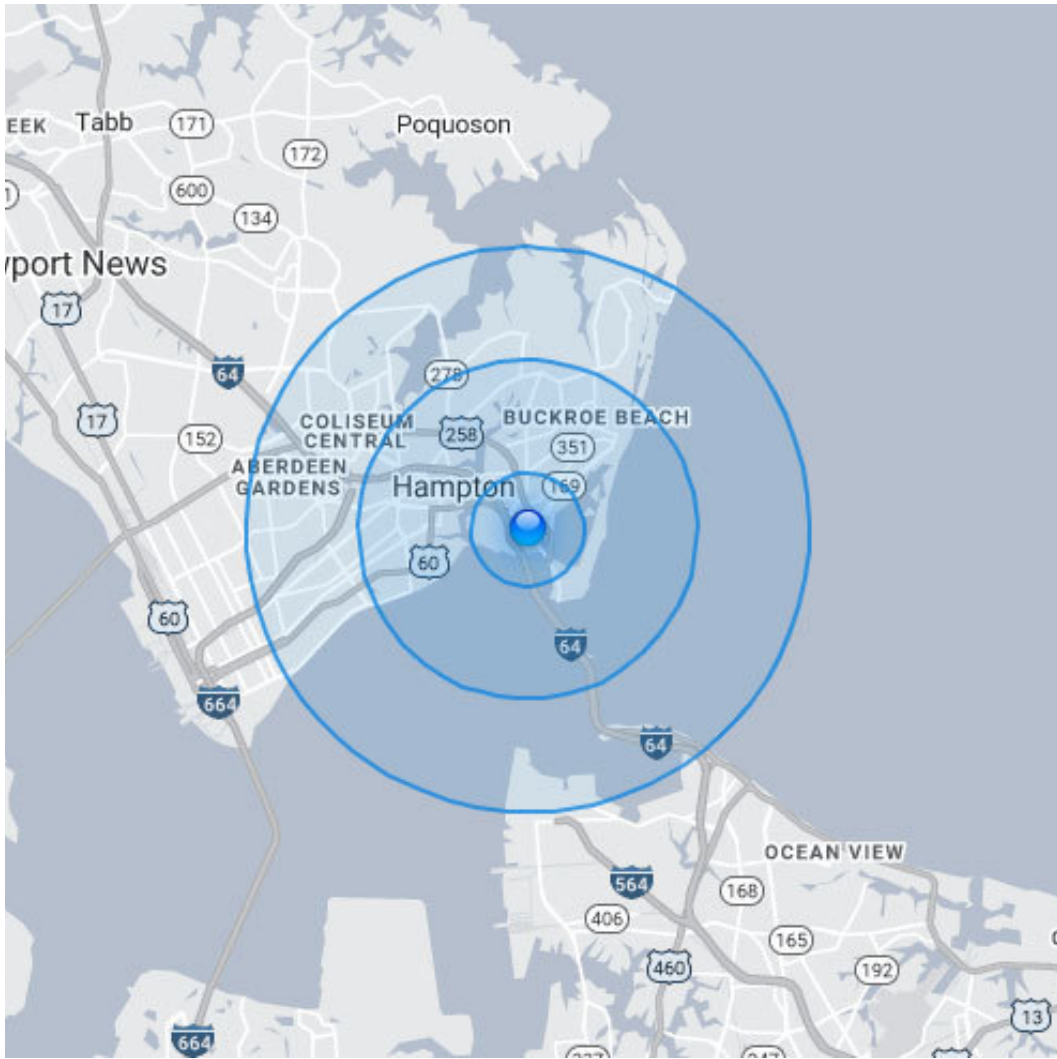 EEK
Tabb
171
Poquoson
172
600
134
port News
17
64
278
17
COLISEUM
CENTRAL
258
BUCKROE BEACH
152
351
ABERDEEN
GARDENS
Hampton
169
60
60
64
664
64
OCEAN VIEW
564
168
406
165
460
192
13
664
247